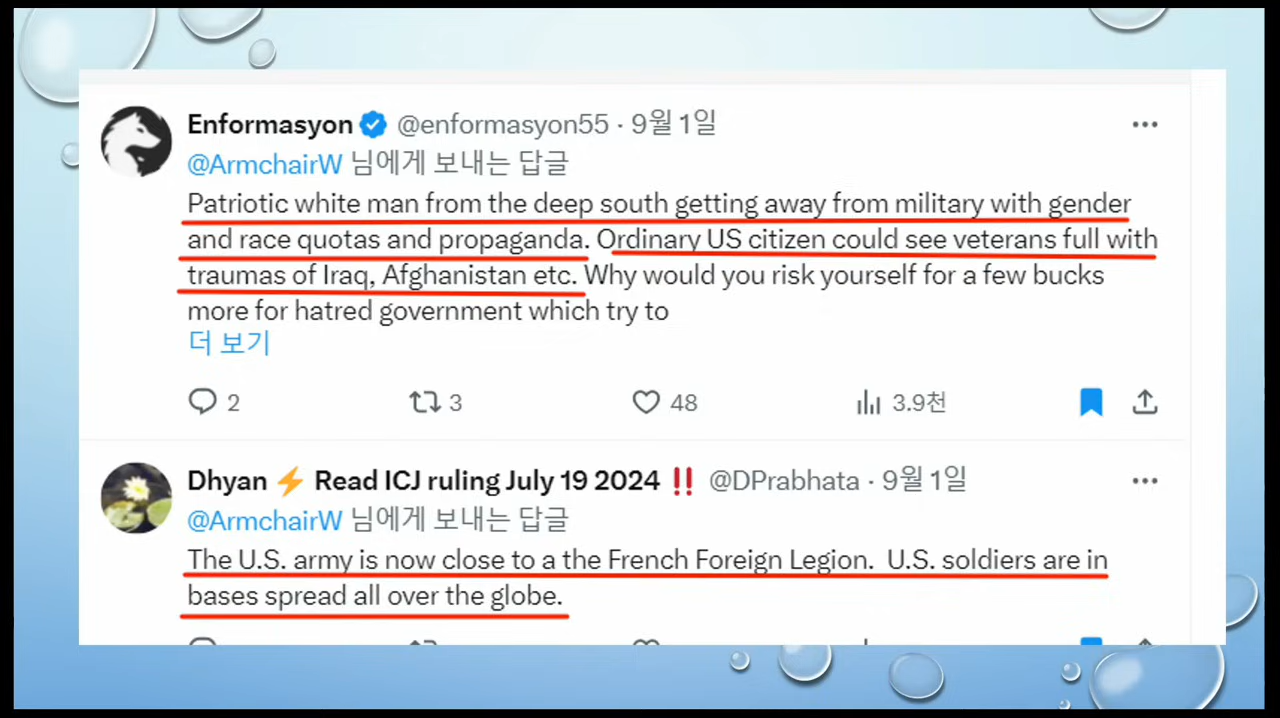 Enformasyon @enformasyon55 · 9월 1일
@ArmchairW 님에게 보내는 답글
Patriotic white man from the deep south getting away from military with gender
and race quotas and propaganda. Ordinary US citizen could see veterans full with
traumas of Iraq, Afghanistan etc. Why would you risk yourself for a few bucks
more for hatred government which try to
더 보기
2 3 48 3.9천
Dhyan ⚡ Read ICJ ruling July 19 2024 ‼️ @DPrabhata · 9월 1일
@ArmchairW 님에게 보내는 답글
The U.S. army is now close to a the French Foreign Legion.  U.S. soldiers are in
bases spread all over the globe.